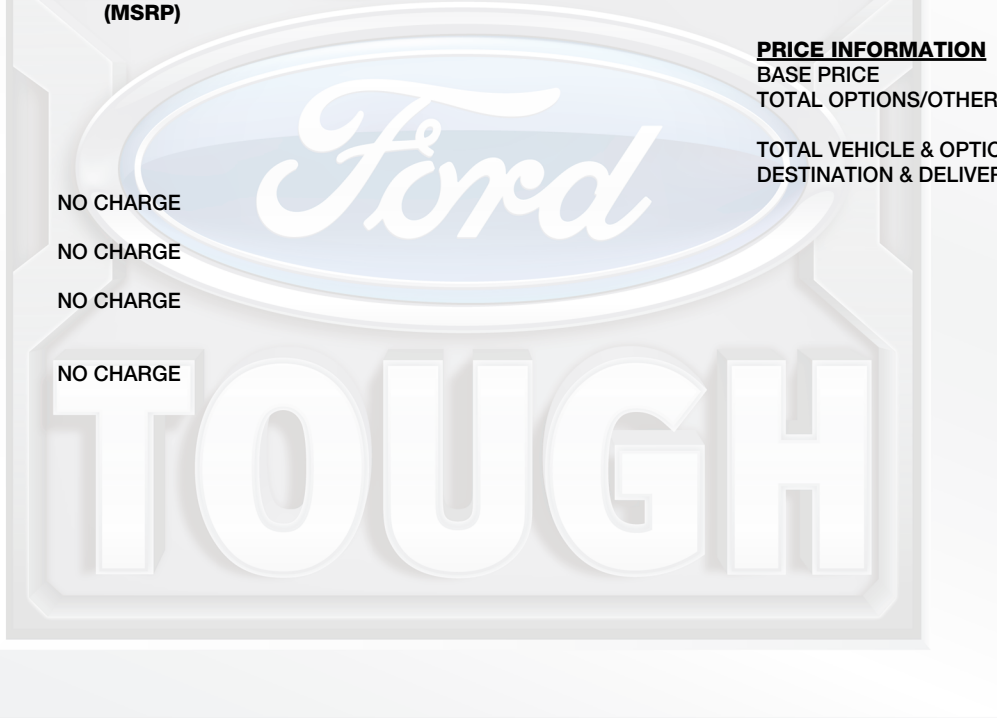 (MSRP)
PRICE INFORMATION
BASE PRICE
TOTAL OPTIONS/OTHER
TOTAL VEHICLE & OPTIO
DESTINATION & DELIVER
NO CHARGE
NO CHARGE
NO CHARGE
NO CHARGE
Ford
TOUGH